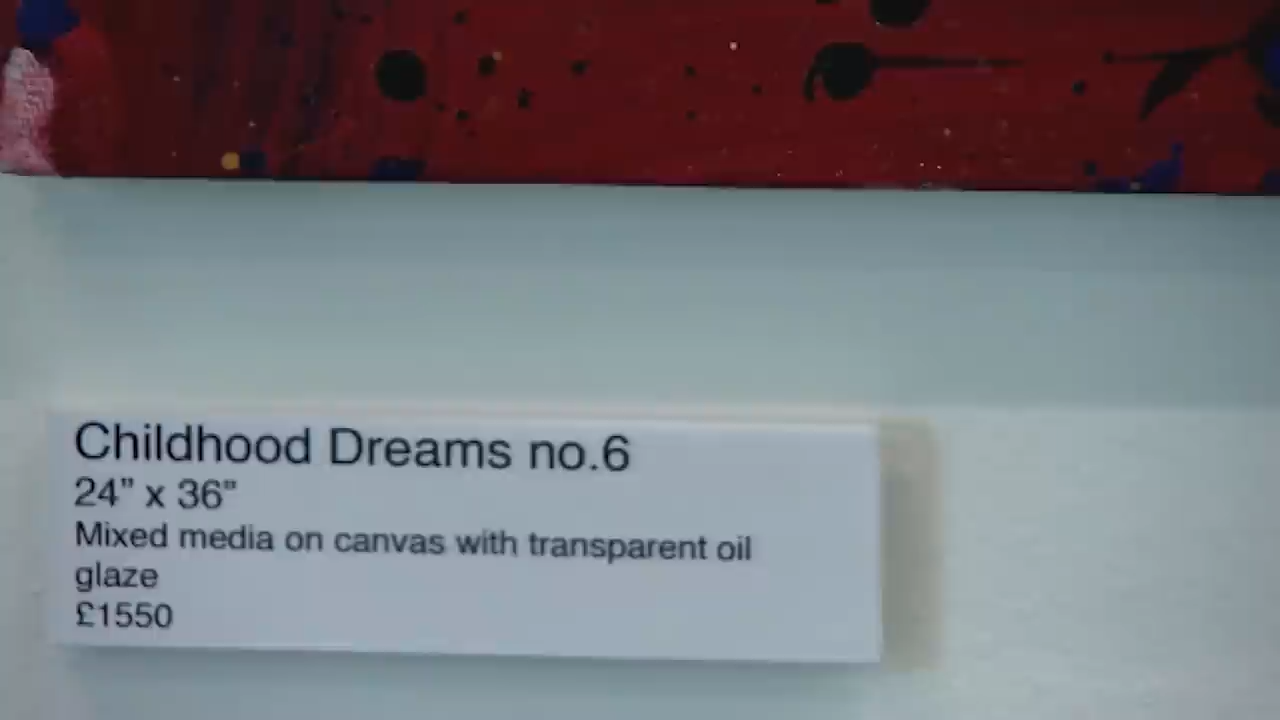 Childhood Dreams no.6
24” x 36”
Mixed media on canvas with transparent oil
glaze
£1550